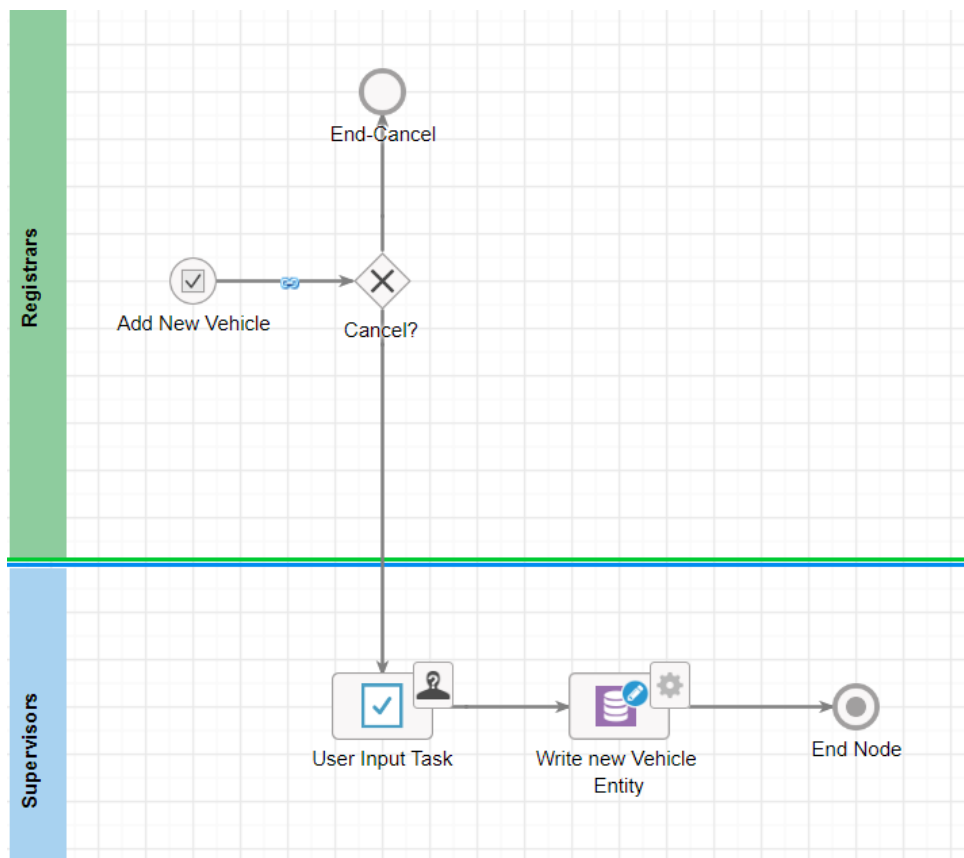 Registrars
End-Cancel
Add New Vehicle
Cancel?
Supervisors
User Input Task
Write new Vehicle
Entity
End Node